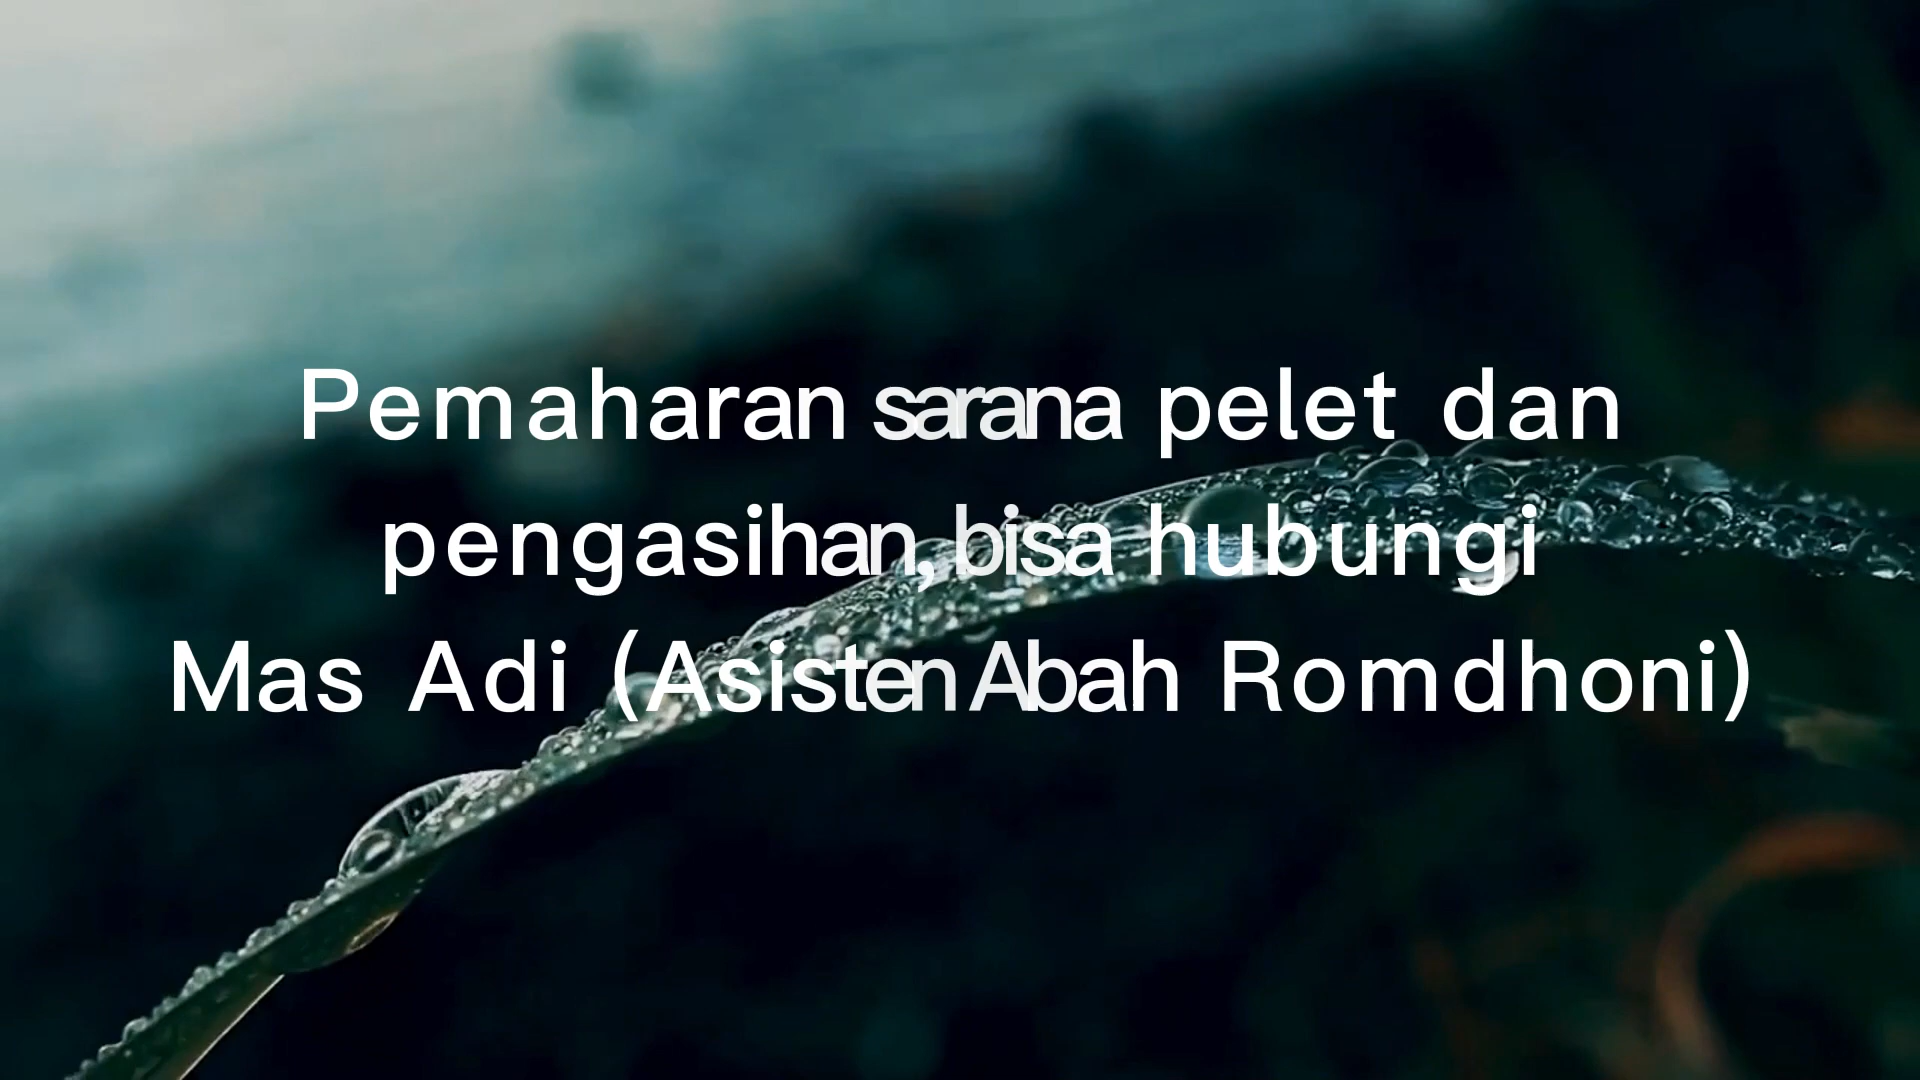 Pemaharan sarana pelet dan
pengasihan, bisa hubungi
Mas Adi (Asisten Abah Romdhoni)